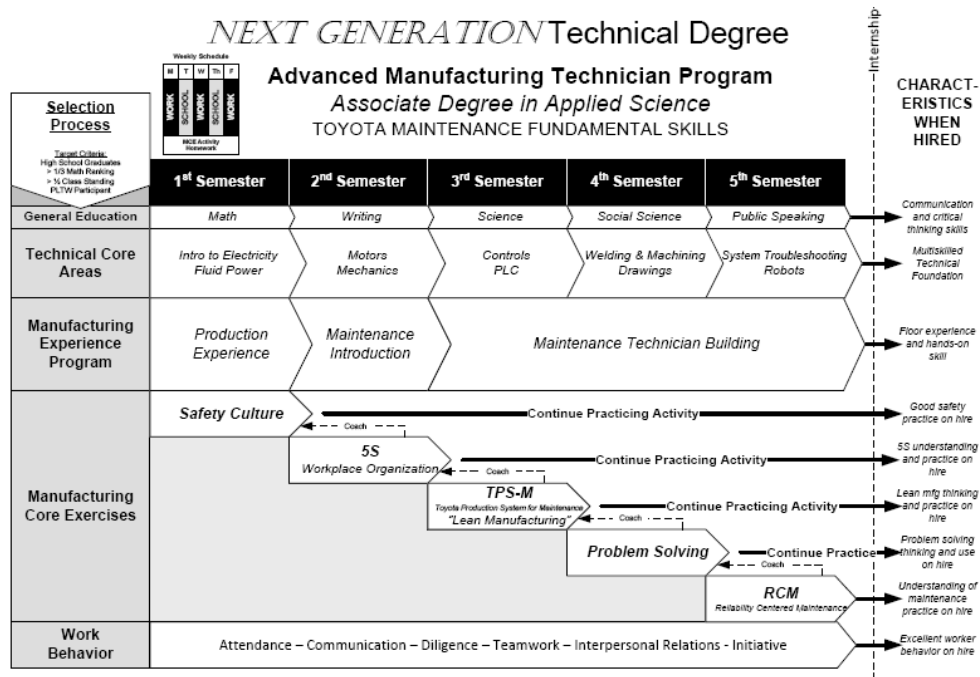 NEXT GENERATION Technical Degree
Weekly Schedule
M T W Th F
WORK SCHOOL WORK SCHOOL WORK
MCE Activity
Homework
Advanced Manufacturing Technician Program
Associate Degree in Applied Science
TOYOTA MAINTENANCE FUNDAMENTAL SKILLS
Internship
CHARACT-
ERISTICS
WHEN
HIRED
Selection
Process
Target Criteria:
High School Graduates
> 1/3 Math Ranking
> ½ Class Standing
PLTW Participant
1st Semester
2nd Semester
3rd Semester
4th Semester
5th Semester
General Education
Math
Writing
Science
Social Science
Public Speaking
Communication
and critical
thinking skills
Technical Core
Areas
Intro to Electricity
Fluid Power
Motors
Mechanics
Controls
PLC
Welding & Machining
Drawings
System Troubleshooting
Robots
Multiskilled
Technical
Foundation
Manufacturing
Experience
Program
Production
Experience
Maintenance
Introduction
Maintenance Technician Building
Floor experience
and hands-on
skill
Manufacturing
Core Exercises
Safety Culture
Continue Practicing Activity
Good safety
practice on hire
Coach
5S
Workplace Organization
Continue Practicing Activity
5S understanding
and practice on
hire
Coach
TPS-M
Toyota Production System for Maintenance
"Lean Manufacturing"
Continue Practicing Activity
Lean mfg thinking
and practice on
hire
Coach
Problem Solving
Continue Practice
Problem solving
thinking and use
on hire
Coach
RCM
Reliability Centered Maintenance
Understanding of
maintenance
practice on hire
Work
Behavior
Attendance – Communication – Diligence – Teamwork – Interpersonal Relations - Initiative
Excellent worker
behavior on hire